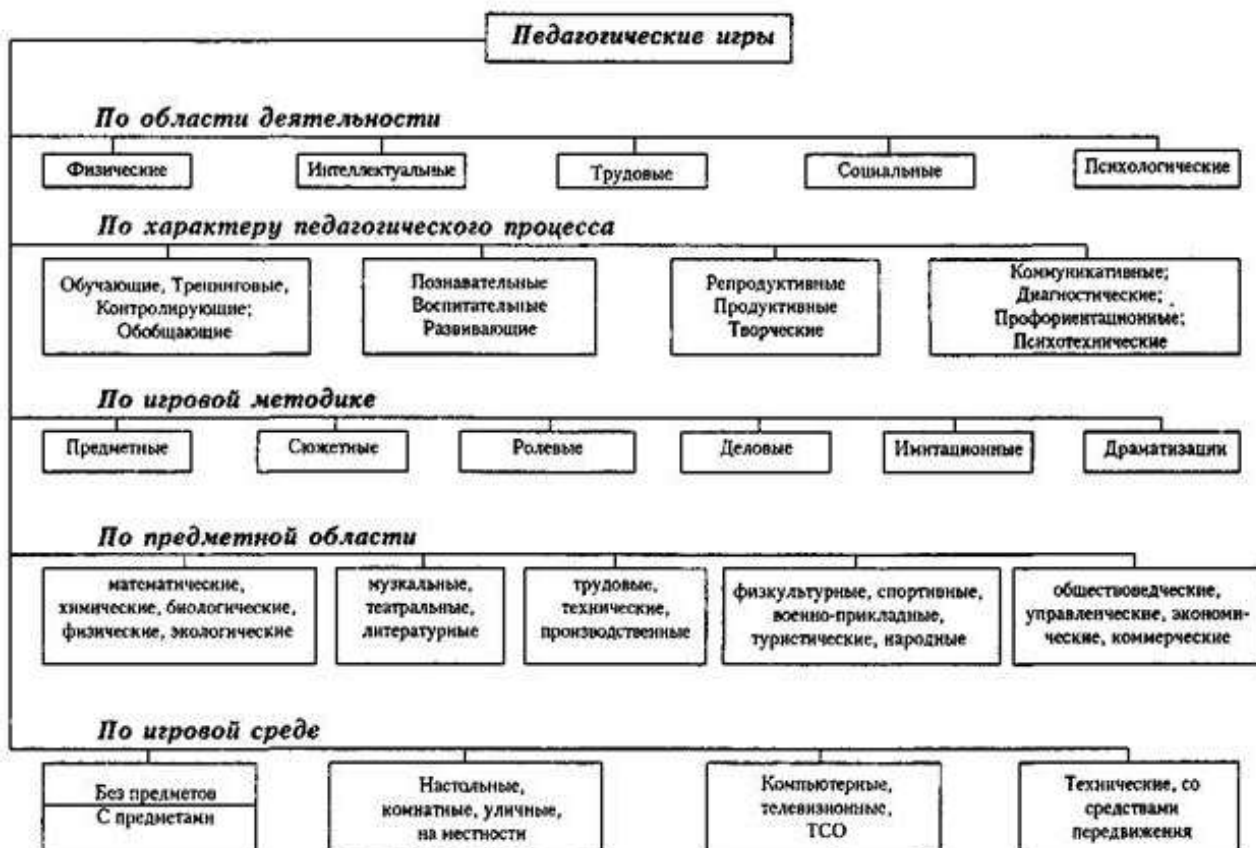 Педагогические игры
По области деятельности
Физические
Интеллектуальные
Трудовые
Социальные
Психологические
По характеру педагогического процесса
Обучающие, Тренинговые,
Контролирующие;
Обобщающие
Познавательные
Воспитательные
Развивающие
Репродуктивные
Продуктивные
Творческие
Коммуникативные;
Диагностические;
Профориентационные;
Психотехнические
По игровой методике
Предметные
Сюжетные
Ролевые
Деловые
Имитационные
Драматизации
По предметной области
математические,
химические, биологические,
физические, экологические
музкальные,
театральные,
литературные
трудовые,
технические,
производственные
физкультурные, спортивные,
военно-прикладные,
туристические, народные
обществоведческие,
управленческие, экономи-
ческие, коммерческие
По игровой среде
Без предметов
С предметами
Настольные,
комнатные, уличные,
на местности
Компьютерные,
телевизионные,
ТСО
Технические, со
средствами
передвижения